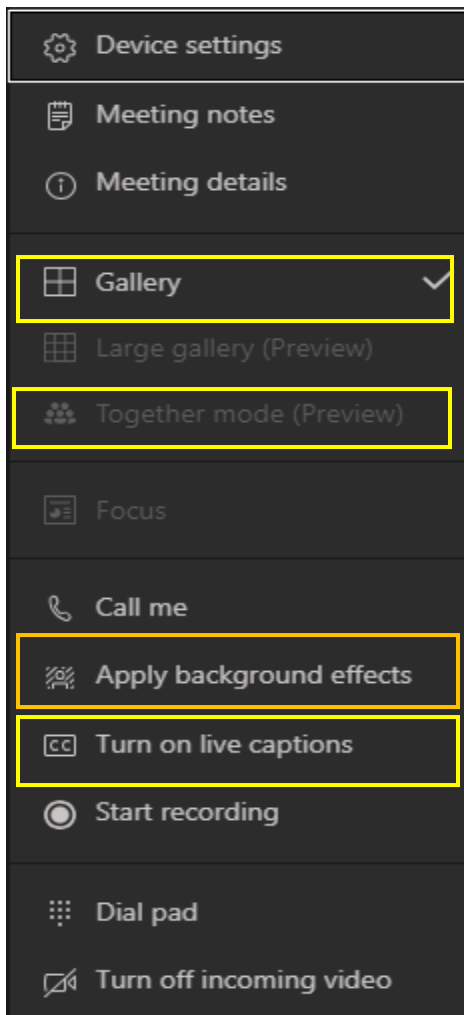 Device settings
Meeting notes
Meeting details
Gallery
Large gallery (Preview)
Together mode (Preview)
Focus
Call me
Apply background effects
CC Turn on live captions
Start recording
Dial pad
Turn off incoming video